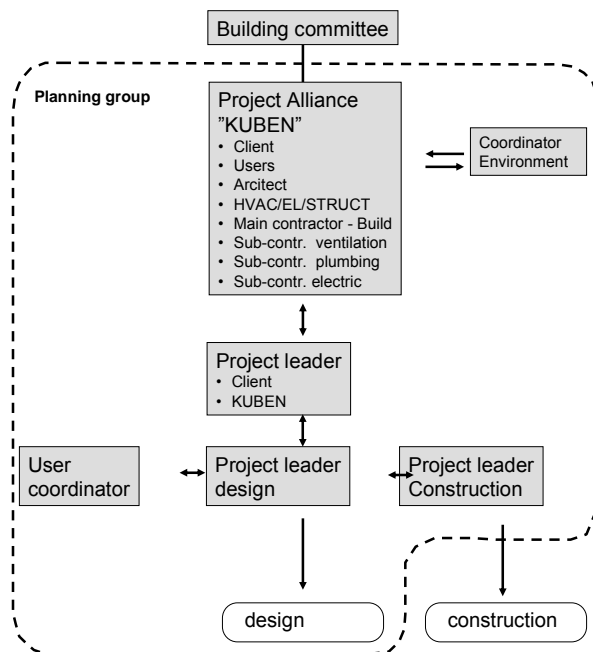 Building committee
Planning group
Project Alliance
”KUBEN”
• Client
• Users
• Arcitect
• HVAC/EL/STRUCT
• Main contractor - Build
• Sub-contr. ventilation
• Sub-contr. plumbing
• Sub-contr. electric
Coordinator
Environment
Project leader
• Client
• KUBEN
User
coordinator
Project leader
design
Project leader
Construction
design
construction